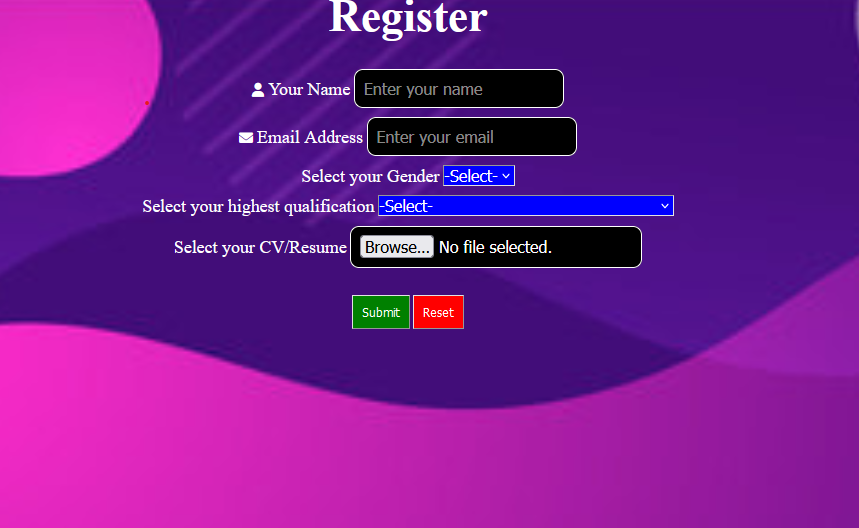 Register
Your Name Enter your name
Email Address Enter your email
Select your Gender -Select-
Select your highest qualification -Select-
Select your CV/Resume Browse... No file selected.
Submit Reset